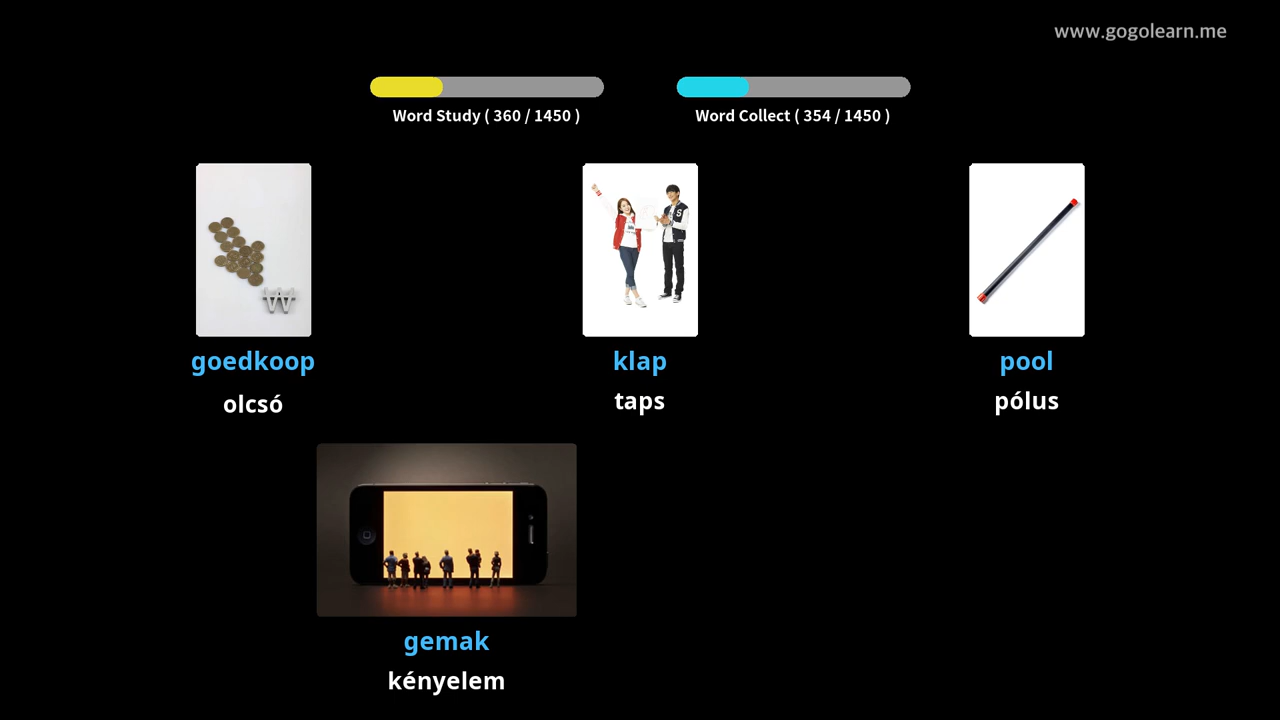 www.gogolearn.me
Word Study ( 360 / 1450 )
Word Collect ( 354 / 1450 )
goedkoop
klap
pool
olcsó
taps
pólus
gemak
kényelem